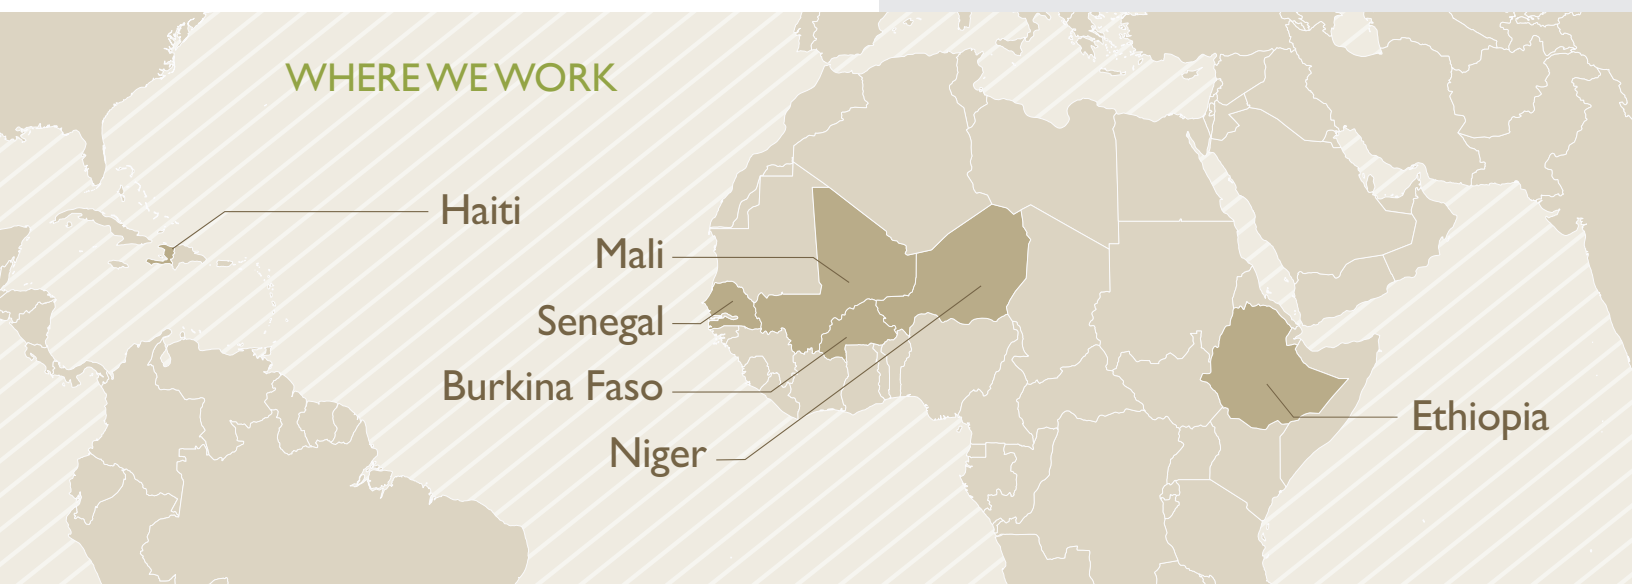 WHERE WE WORK
Haiti
Mali
Senegal
Burkina Faso
Niger
Ethiopia